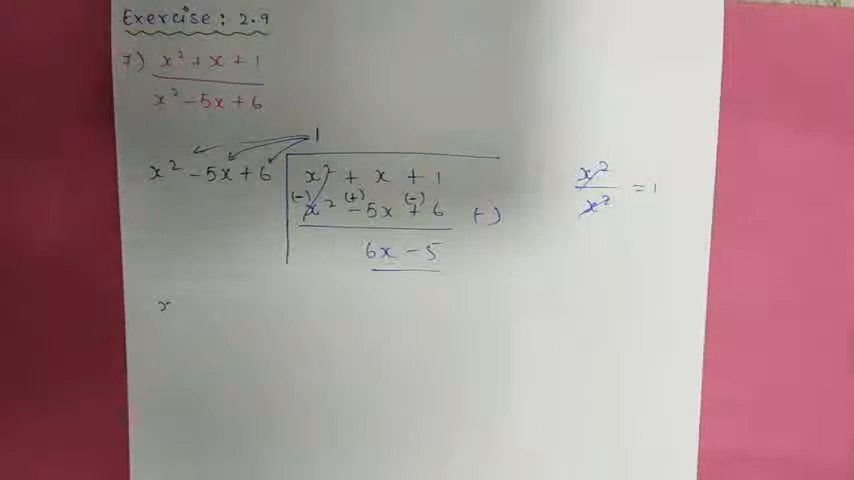 Exercise: 2.9
7) x² + x + 1
x² - 5x + 6
1
x² - 5x + 6 x² + x + 1
(-) (+) (-)
x² - 5x + 6 (-)
6x - 5
x²
x² = 1
x